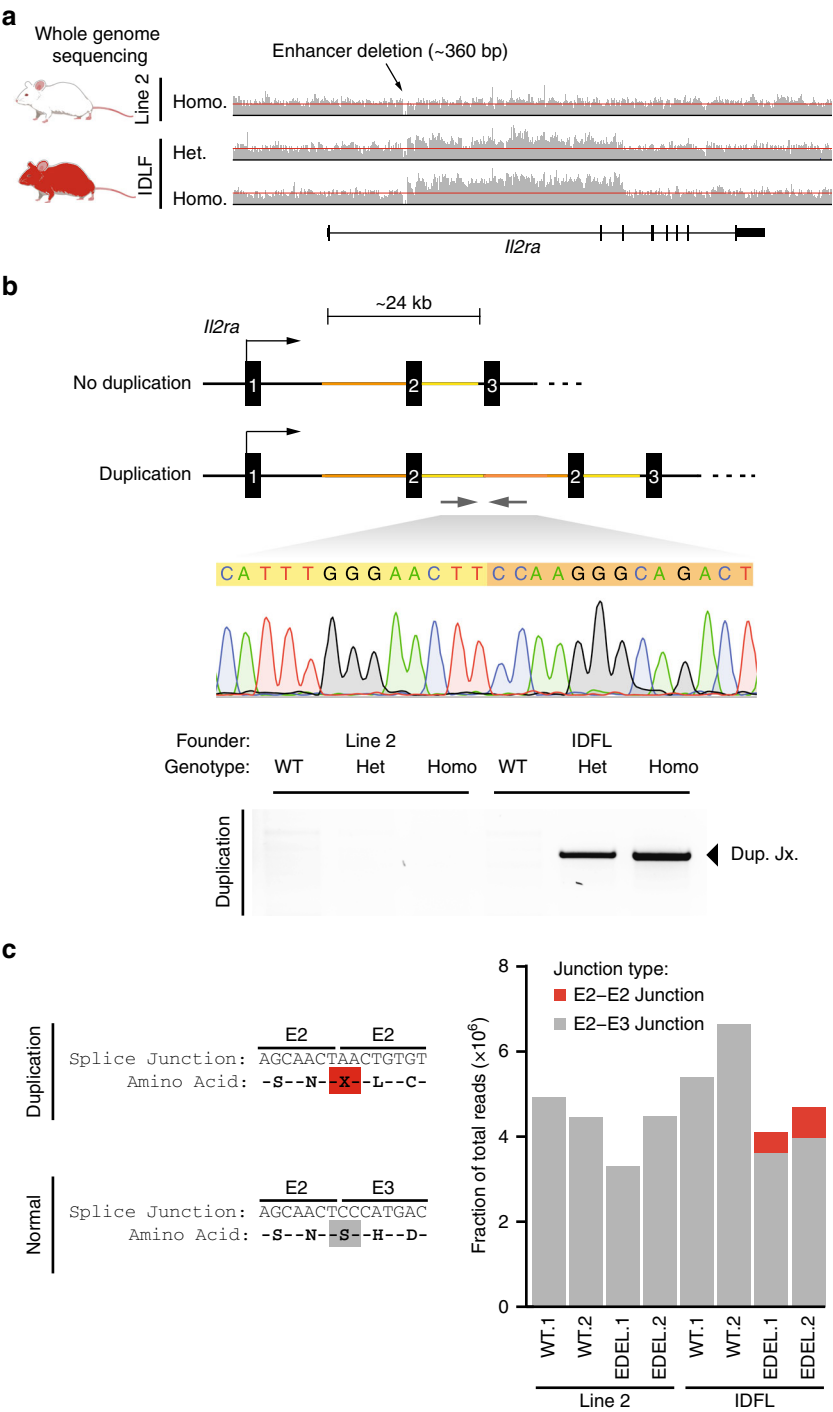 a
Whole genome
sequencing
Enhancer deletion (~360 bp)
Line 2
Homo.
IDLF
Het.
Homo.
Il2ra
b
~24 kb
Il2ra
No duplication
1
2
3
Duplication
1
2
2
3
CATTTGGGAACTTCCAAGGGCAGACT
Founder:
Line 2
IDFL
Genotype:
WT
Het
Homo
WT
Het
Homo
Duplication
Dup. Jx.
c
Duplication
E2
E2
Splice Junction: AGCAACTAACTGTGT
Amino Acid: -S--N--X--L--C-
Normal
E2
E3
Splice Junction: AGCAACTCCCATGAC
Amino Acid: -S--N--S--H--D-
Fraction of total reads (×10⁶)
8
6
4
2
0
Junction type:
E2–E2 Junction
E2–E3 Junction
WT.1
WT.2
EDEL.1
EDEL.2
WT.1
WT.2
EDEL.1
EDEL.2
Line 2
IDFL